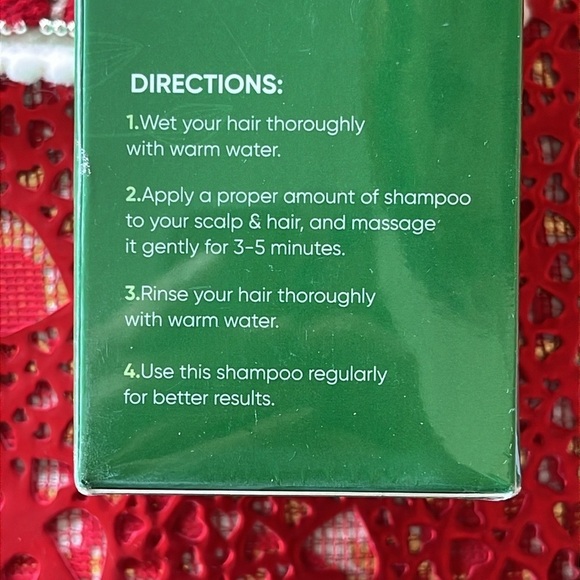 DIRECTIONS:
1.Wet your hair thoroughly
with warm water.
2.Apply a proper amount of shampoo
to your scalp & hair, and massage
it gently for 3-5 minutes.
3.Rinse your hair thoroughly
with warm water.
4.Use this shampoo regularly
for better results.